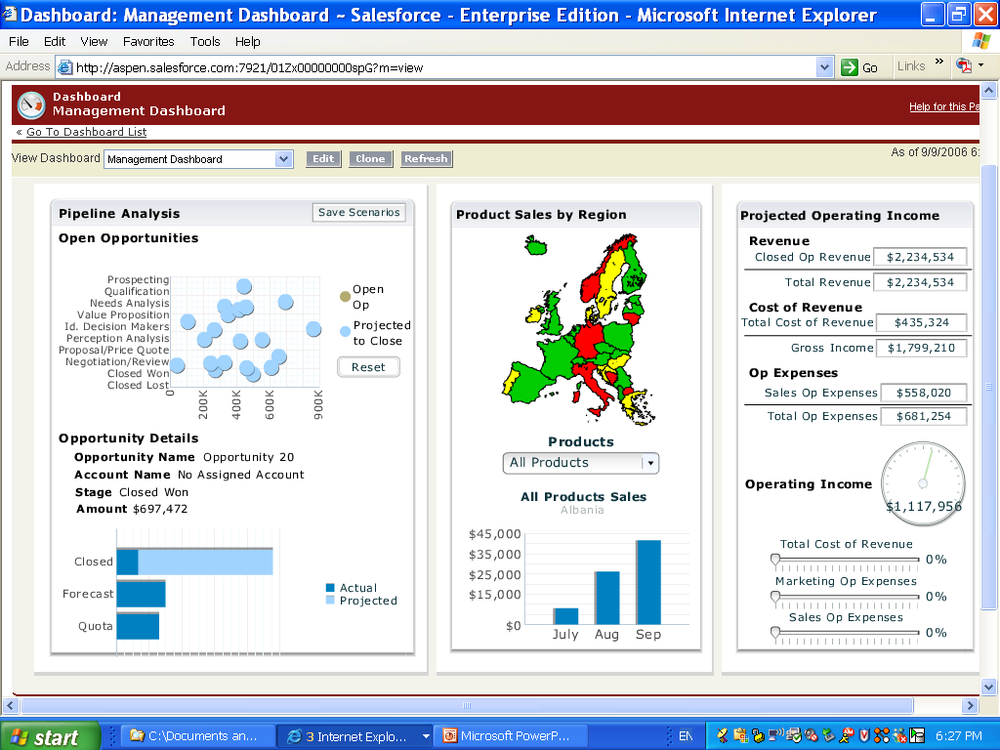 Dashboard: Management Dashboard ~ Salesforce - Enterprise Edition - Microsoft Internet Explorer
File Edit View Favorites Tools Help
Address http://aspen.salesforce.com:7921/01Zx00000000spG?m=view Go Links »
Dashboard
Management Dashboard
Help for this Pa
« Go To Dashboard List
View Dashboard Management Dashboard Edit Clone Refresh
As of 9/9/2006 6:
Pipeline Analysis Save Scenarios
Open Opportunities
Prospecting
Qualification
Needs Analysis
Value Proposition
Id. Decision Makers
Perception Analysis
Proposal/Price Quote
Negotiation/Review
Closed Won
Closed Lost
0 200K 400K 600K 900K
Open
Op
Projected
to Close
Reset
Opportunity Details
Opportunity Name Opportunity 20
Account Name No Assigned Account
Stage Closed Won
Amount $697,472
Closed
Forecast
Quota
Actual
Projected
Product Sales by Region
Products
All Products
All Products Sales
Albania
$45,000
$35,000
$25,000
$15,000
$0
July Aug Sep
Projected Operating Income
Revenue
Closed Op Revenue $2,234,534
Total Revenue $2,234,534
Cost of Revenue
Total Cost of Revenue $435,324
Gross Income $1,799,210
Op Expenses
Sales Op Expenses $558,020
Total Op Expenses $681,254
Operating Income $1,117,956
Total Cost of Revenue
0%
Marketing Op Expenses
0%
Sales Op Expenses
0%
start C:\Documents an... 3 Internet Explo... Microsoft PowerP... EN 6:27 PM